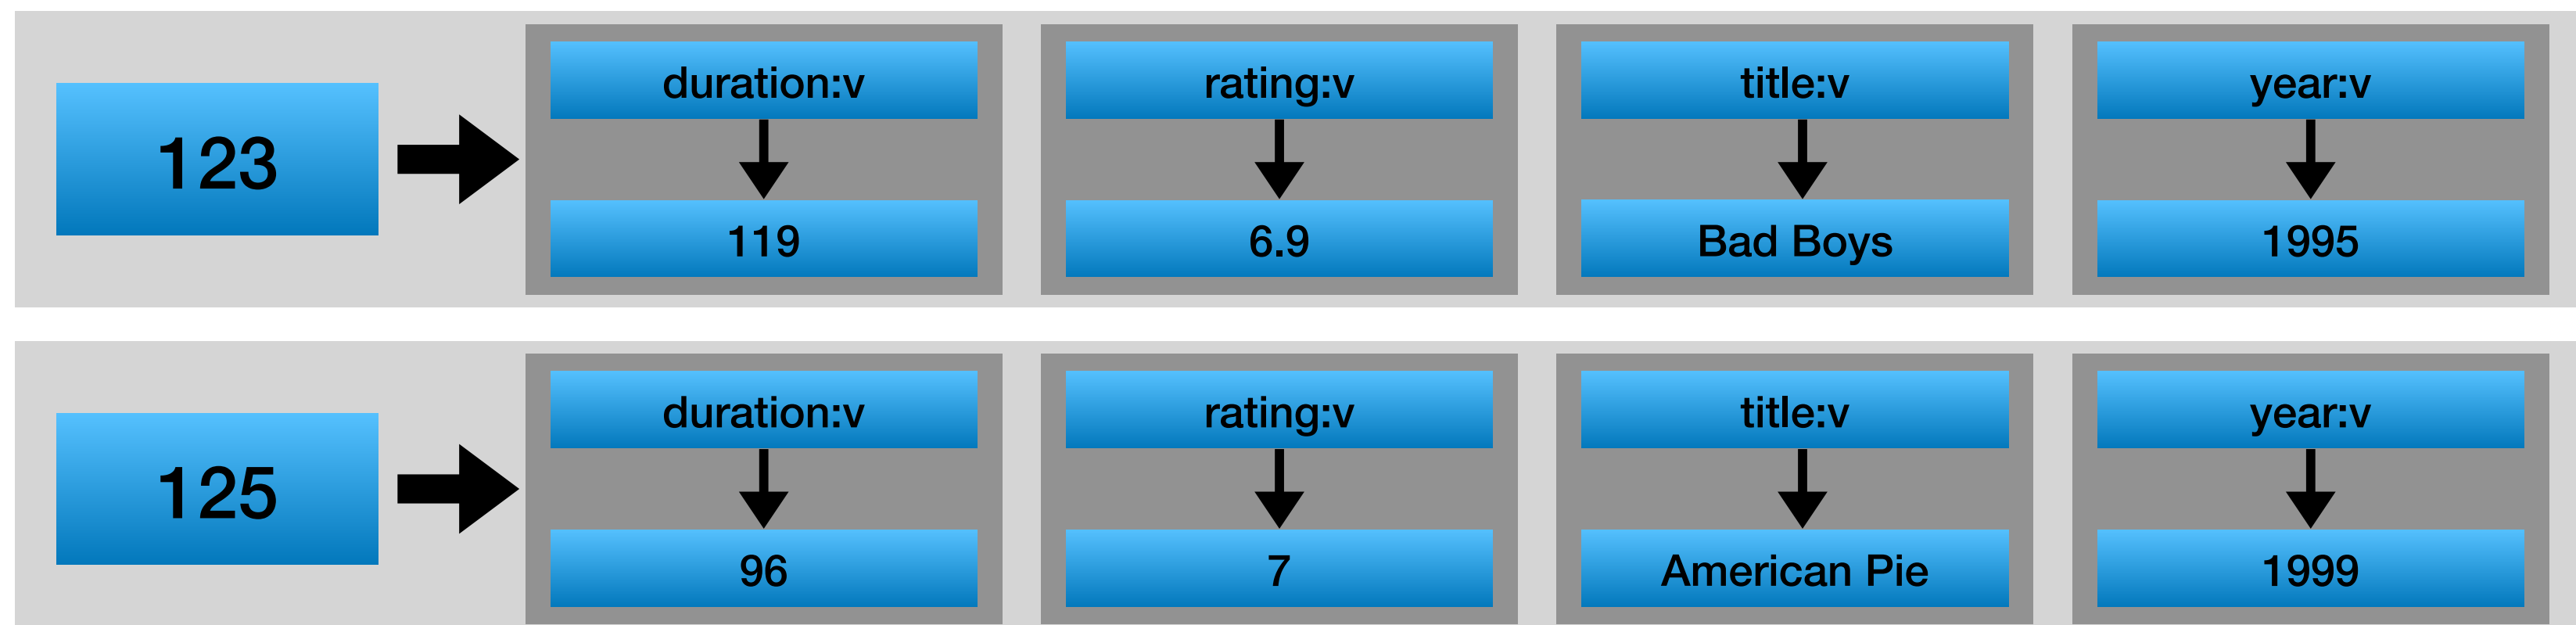 123
duration:v
rating:v
title:v
year:v
119
6.9
Bad Boys
1995
125
duration:v
rating:v
title:v
year:v
96
7
American Pie
1999